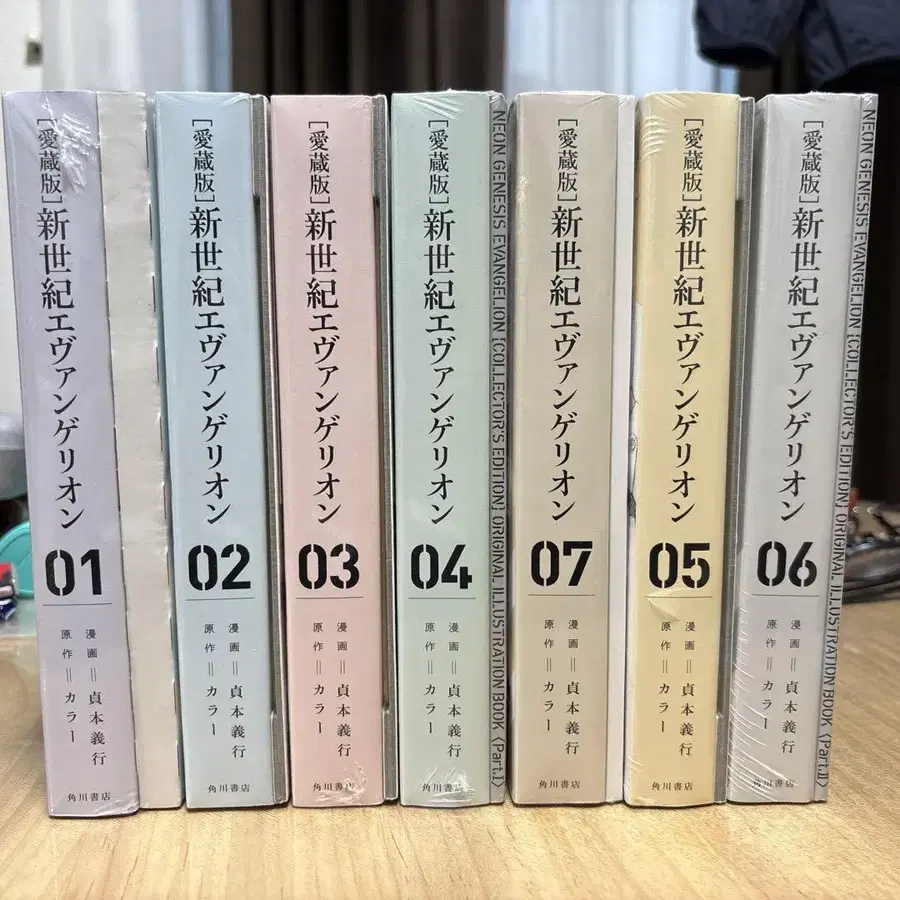 [愛蔵版]新世紀エヴァンゲリオン
01
漫画=貞本義行
原作=カラー
角川書店
[愛蔵版]新世紀エヴァンゲリオン
02
漫画=貞本義行
原作=カラー
角川書店
[愛蔵版]新世紀エヴァンゲリオン
03
漫画=貞本義行
原作=カラー
角川書店
[愛蔵版]新世紀エヴァンゲリオン
04
漫画=貞本義行
原作=カラー
角川書店
NEON GENESIS EVANGELION [COLLECTOR'S EDITION] ORIGINAL ILLUSTRATION BOOK <Part.I>
[愛蔵版]新世紀エヴァンゲリオン
07
漫画=貞本義行
原作=カラー
角川書店
[愛蔵版]新世紀エヴァンゲリオン
05
漫画=貞本義行
原作=カラー
角川書店
[愛蔵版]新世紀エヴァンゲリオン
06
漫画=貞本義行
原作=カラー
角川書店
NEON GENESIS EVANGELION [COLLECTOR'S EDITION] ORIGINAL ILLUSTRATION BOOK <Part.II>